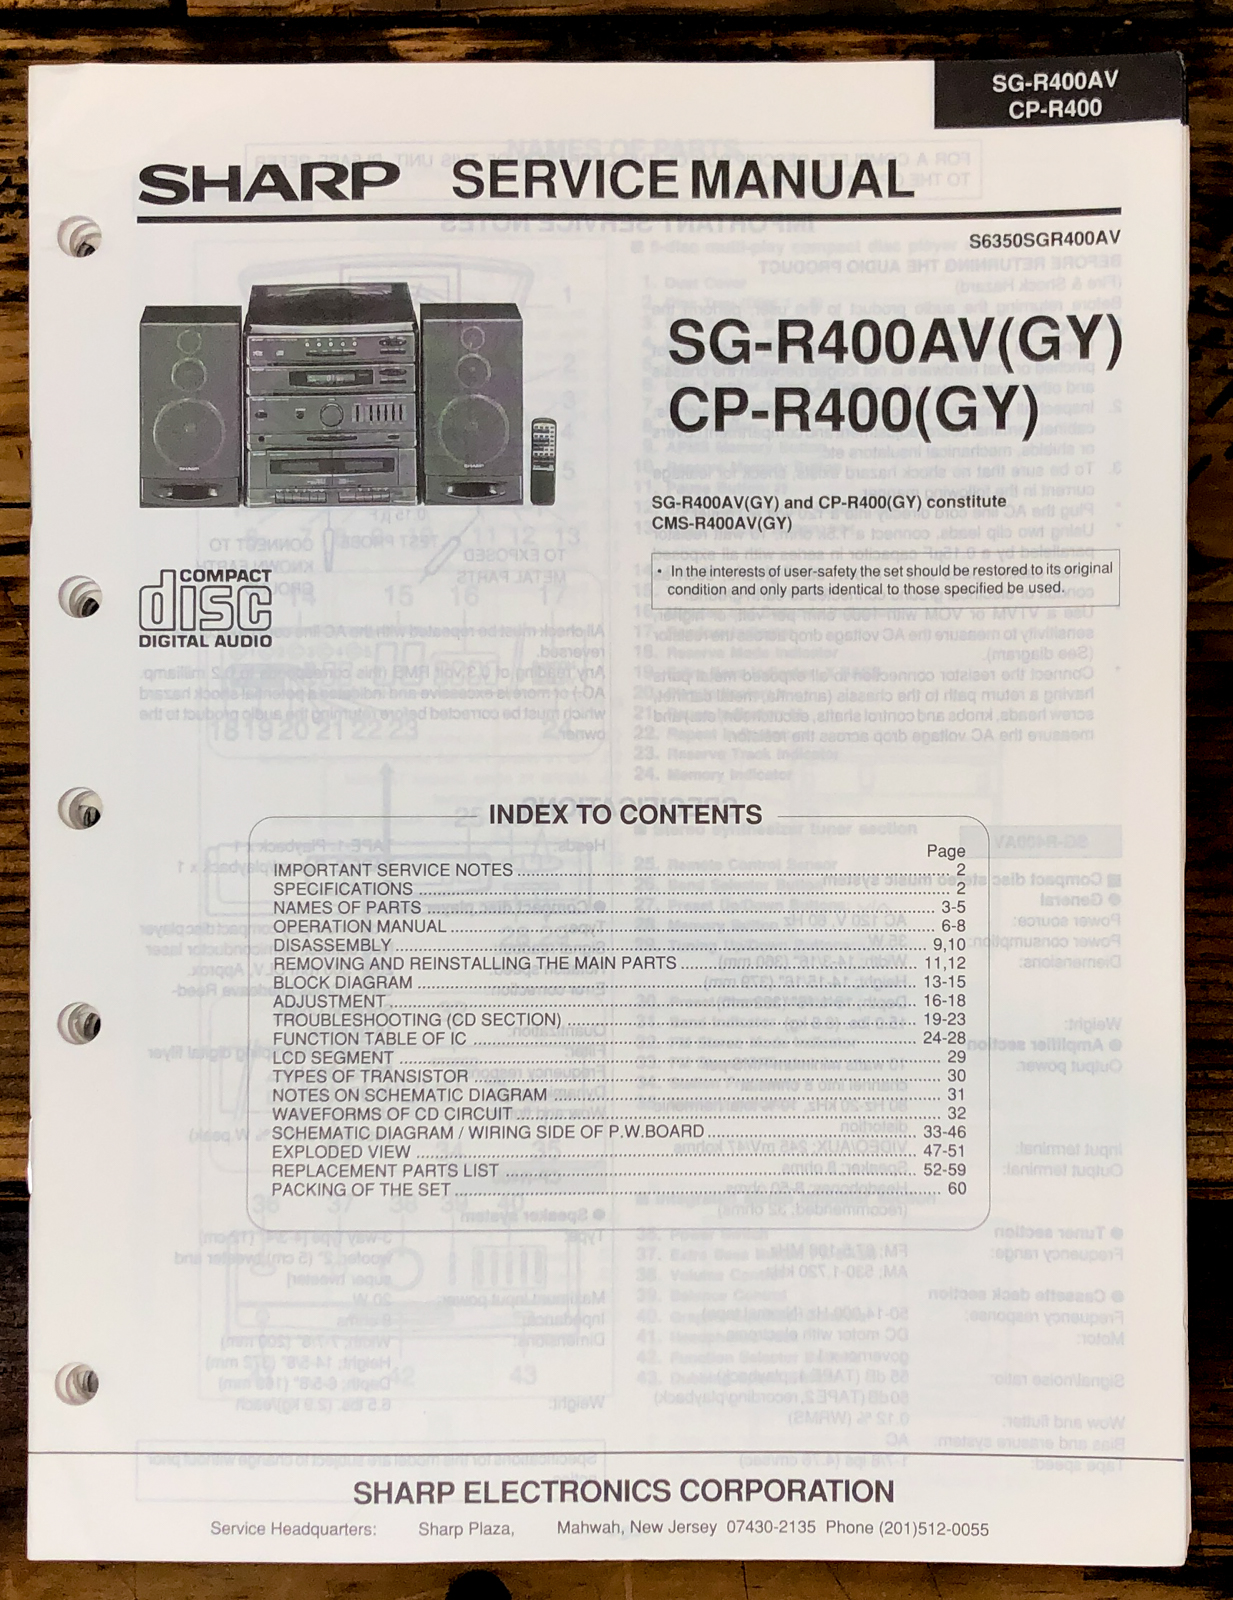 SG-R400AV
CP-R400
SHARP SERVICE MANUAL
S6350SGR400AV
SG-R400AV(GY)
CP-R400(GY)
SHARP
SHARP
SG-R400AV(GY) and CP-R400(GY) constitute
CMS-R400AV(GY)
• In the interests of user-safety the set should be restored to its original
condition and only parts identical to those specified be used.
COMPACT
disc
DIGITAL AUDIO
INDEX TO CONTENTS
Page
IMPORTANT SERVICE NOTES 2
SPECIFICATIONS 2
NAMES OF PARTS 3-5
OPERATION MANUAL 6-8
DISASSEMBLY 9,10
REMOVING AND REINSTALLING THE MAIN PARTS 11,12
BLOCK DIAGRAM 13-15
ADJUSTMENT 16-18
TROUBLESHOOTING (CD SECTION) 19-23
FUNCTION TABLE OF IC 24-28
LCD SEGMENT 29
TYPES OF TRANSISTOR 30
NOTES ON SCHEMATIC DIAGRAM 31
WAVEFORMS OF CD CIRCUIT 32
SCHEMATIC DIAGRAM / WIRING SIDE OF P.W.BOARD 33-46
EXPLODED VIEW 47-51
REPLACEMENT PARTS LIST 52-59
PACKING OF THE SET 60
SHARP ELECTRONICS CORPORATION
Service Headquarters: Sharp Plaza, Mahwah, New Jersey 07430-2135 Phone (201)512-0055